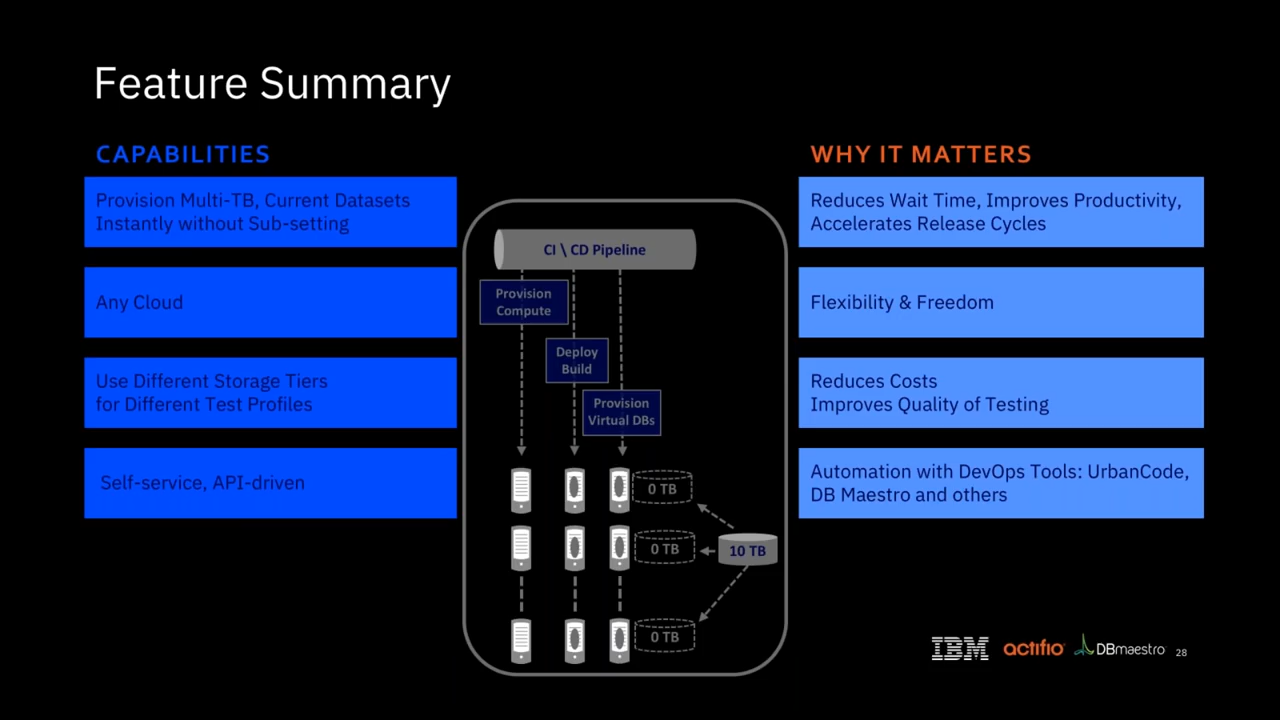 Feature Summary
CAPABILITIES
Provision Multi-TB, Current Datasets
Instantly without Sub-setting
Any Cloud
Use Different Storage Tiers
for Different Test Profiles
Self-service, API-driven
CI \ CD Pipeline
Provision
Compute
Deploy
Build
Provision
Virtual DBs
0 TB
0 TB
10 TB
0 TB
WHY IT MATTERS
Reduces Wait Time, Improves Productivity,
Accelerates Release Cycles
Flexibility & Freedom
Reduces Costs
Improves Quality of Testing
Automation with DevOps Tools: UrbanCode,
DB Maestro and others
IBM actifio DBmaestro 28